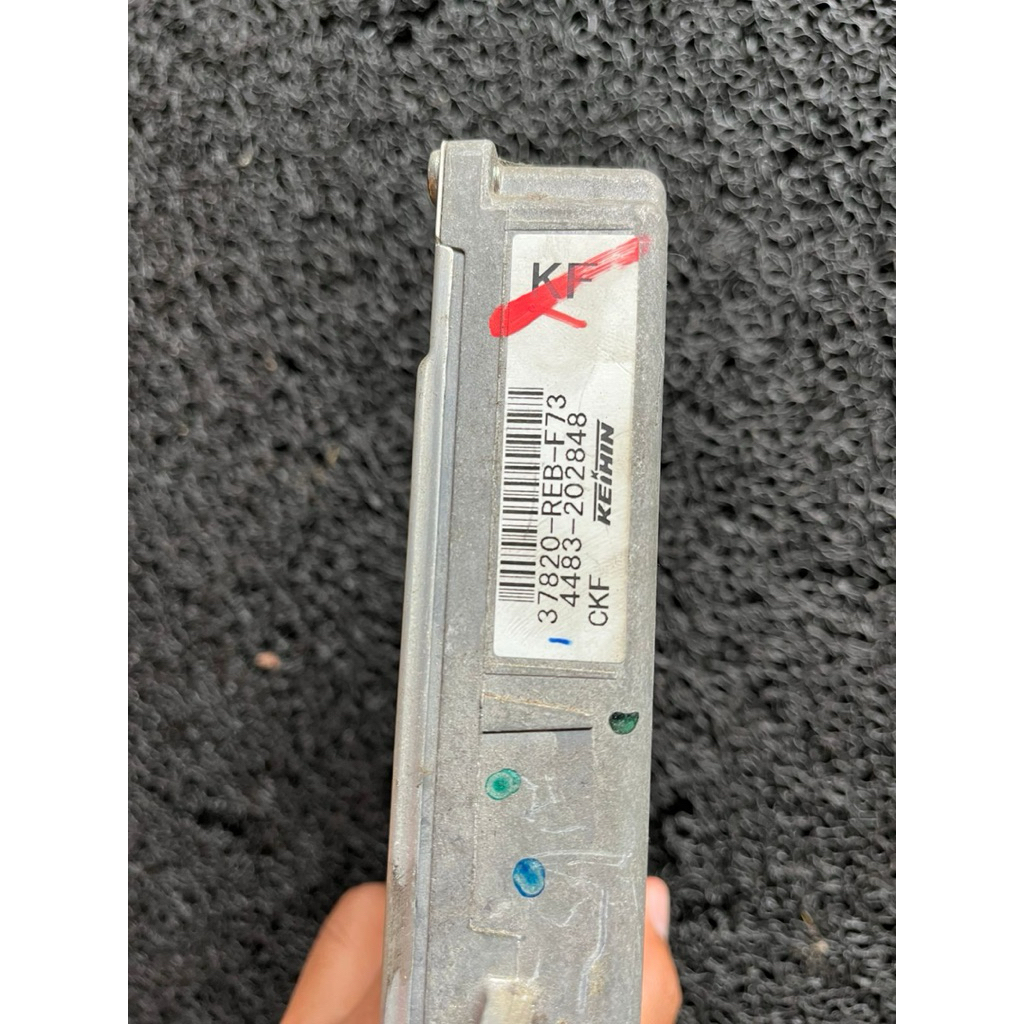 KF
37820-REB-F73
4483-202848
CKF
KEIHIN